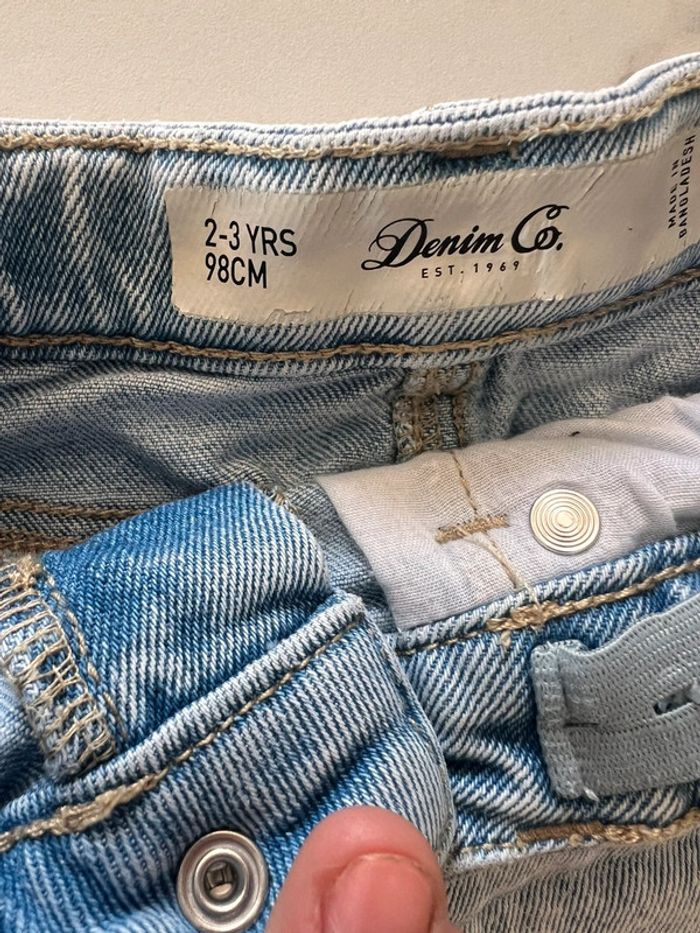 2-3 YRS
98CM
Denim Co.
EST. 1969
MADE IN
BANGLADESH